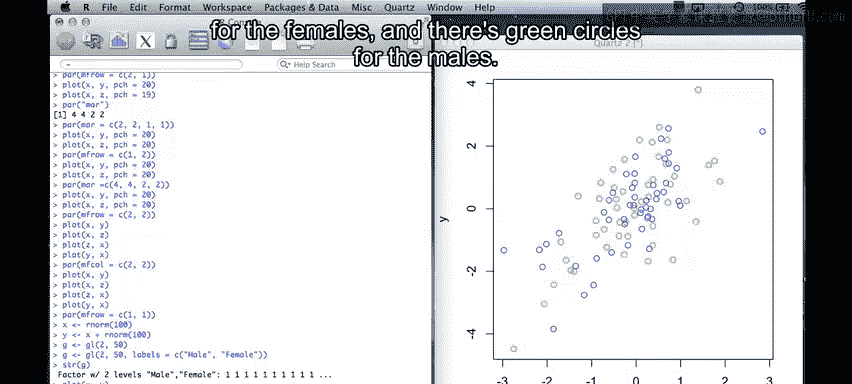 R File Edit Format Workspace Packages & Data Misc Quartz Window Help
for the females, and there's green circles
for the males.
Help Search
> par(mfrow = c(2, 1))
> plot(x, y, pch = 20)
> plot(x, z, pch = 19)
> par("mar")
[1] 4 4 2 2
> par(mar = c(2, 2, 1, 1))
> plot(x, y, pch = 20)
> plot(x, z, pch = 20)
> par(mfrow = c(1, 2))
> plot(x, y, pch = 20)
> plot(x, z, pch = 20)
> par(mar =c(4, 4, 2, 2))
> plot(x, y, pch = 20)
> plot(x, z, pch = 20)
> par(mfrow = c(2, 2))
> plot(x, y)
> plot(x, z)
> plot(z, x)
> plot(y, x)
> par(mfcol = c(2, 2))
> plot(x, y)
> plot(x, z)
> plot(z, x)
> plot(y, x)
> par(mfrow = c(1, 1))
> x <- rnorm(100)
> y <- x + rnorm(100)
> g <- gl(2, 50)
> g <- gl(2, 50, labels = c("Male", "Female"))
> str(g)
Factor w/ 2 levels "Male","Female": 1 1 1 1 1 1 1 1 1 1 ...
4
2
0
-2
-4
y
-3 -2 -1 0 1 2 3